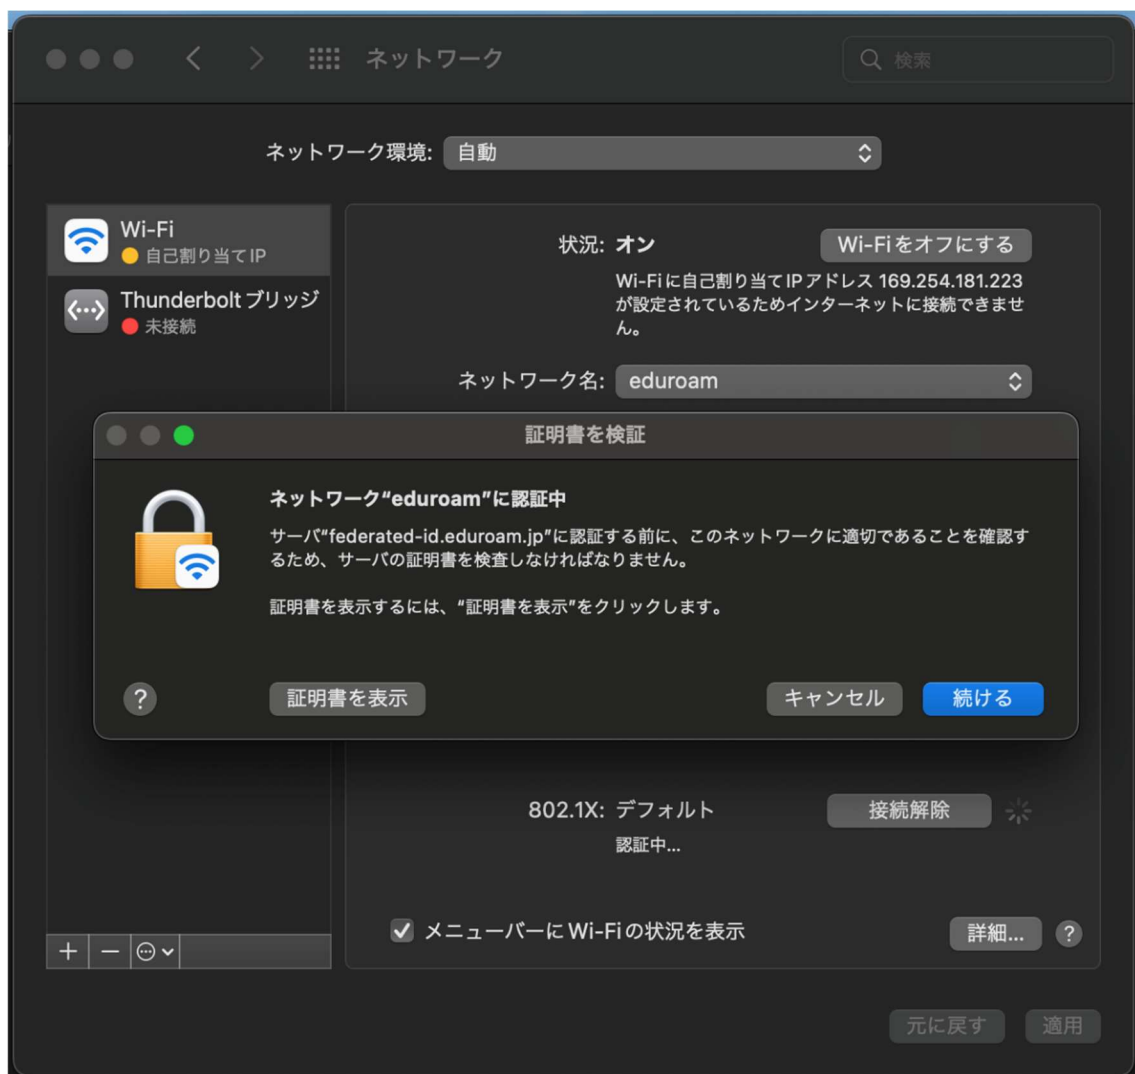 ネットワーク
検索
ネットワーク環境: 自動
Wi-Fi
自己割り当てIP
Thunderbolt ブリッジ
未接続
状況: オン
Wi-Fiをオフにする
Wi-Fiに自己割り当てIPアドレス 169.254.181.223
が設定されているためインターネットに接続できませ
ん。
ネットワーク名: eduroam
証明書を検証
ネットワーク“eduroam”に認証中
サーバ“federated-id.eduroam.jp”に認証する前に、このネットワークに適切であることを確認す
るため、サーバの証明書を検査しなければなりません。
証明書を表示するには、“証明書を表示”をクリックします。
?
証明書を表示
キャンセル
続ける
802.1X: デフォルト
接続解除
認証中...
メニューバーにWi-Fiの状況を表示
詳細...
?
元に戻す
適用